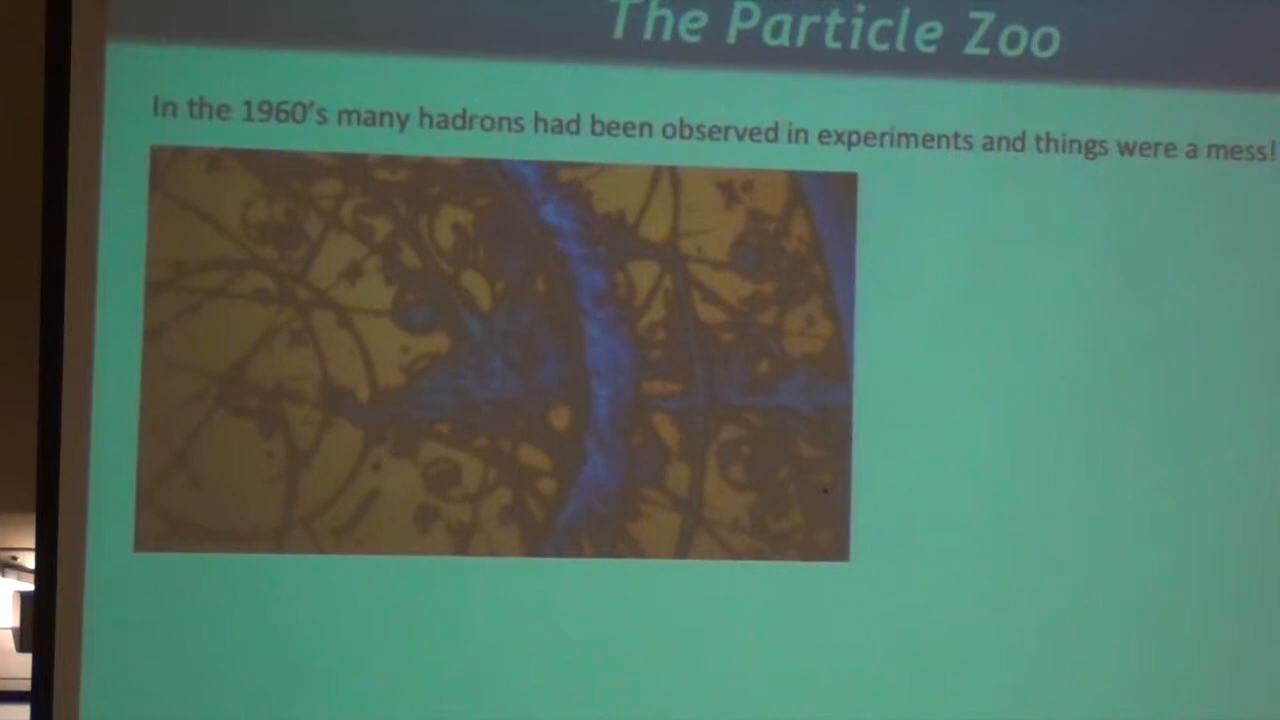 The Particle Zoo
In the 1960's many hadrons had been observed in experiments and things were a mess!